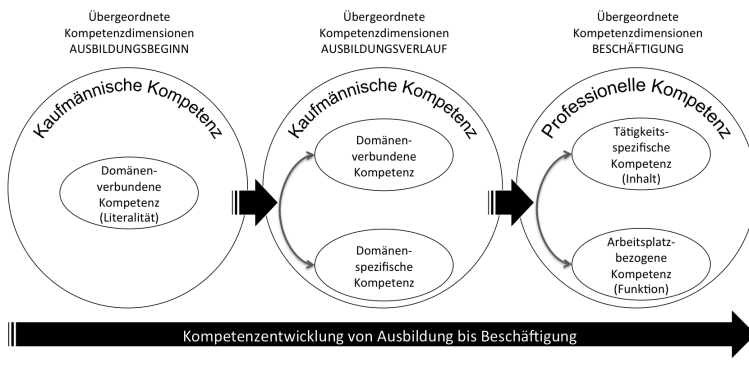 Übergeordnete
Kompetenzdimensionen
AUSBILDUNGSBEGINN
Übergeordnete
Kompetenzdimensionen
AUSBILDUNGSVERLAUF
Übergeordnete
Kompetenzdimensionen
BESCHÄFTIGUNG
Kaufmännische Kompetenz
Domänen-
verbundene
Kompetenz
(Literalität)
Kaufmännische Kompetenz
Domänen-
verbundene
Kompetenz
Domänen-
spezifische
Kompetenz
Professionelle Kompetenz
Tätigkeits-
spezifische
Kompetenz
(Inhalt)
Arbeitsplatz-
bezogene
Kompetenz
(Funktion)
Kompetenzentwicklung von Ausbildung bis Beschäftigung